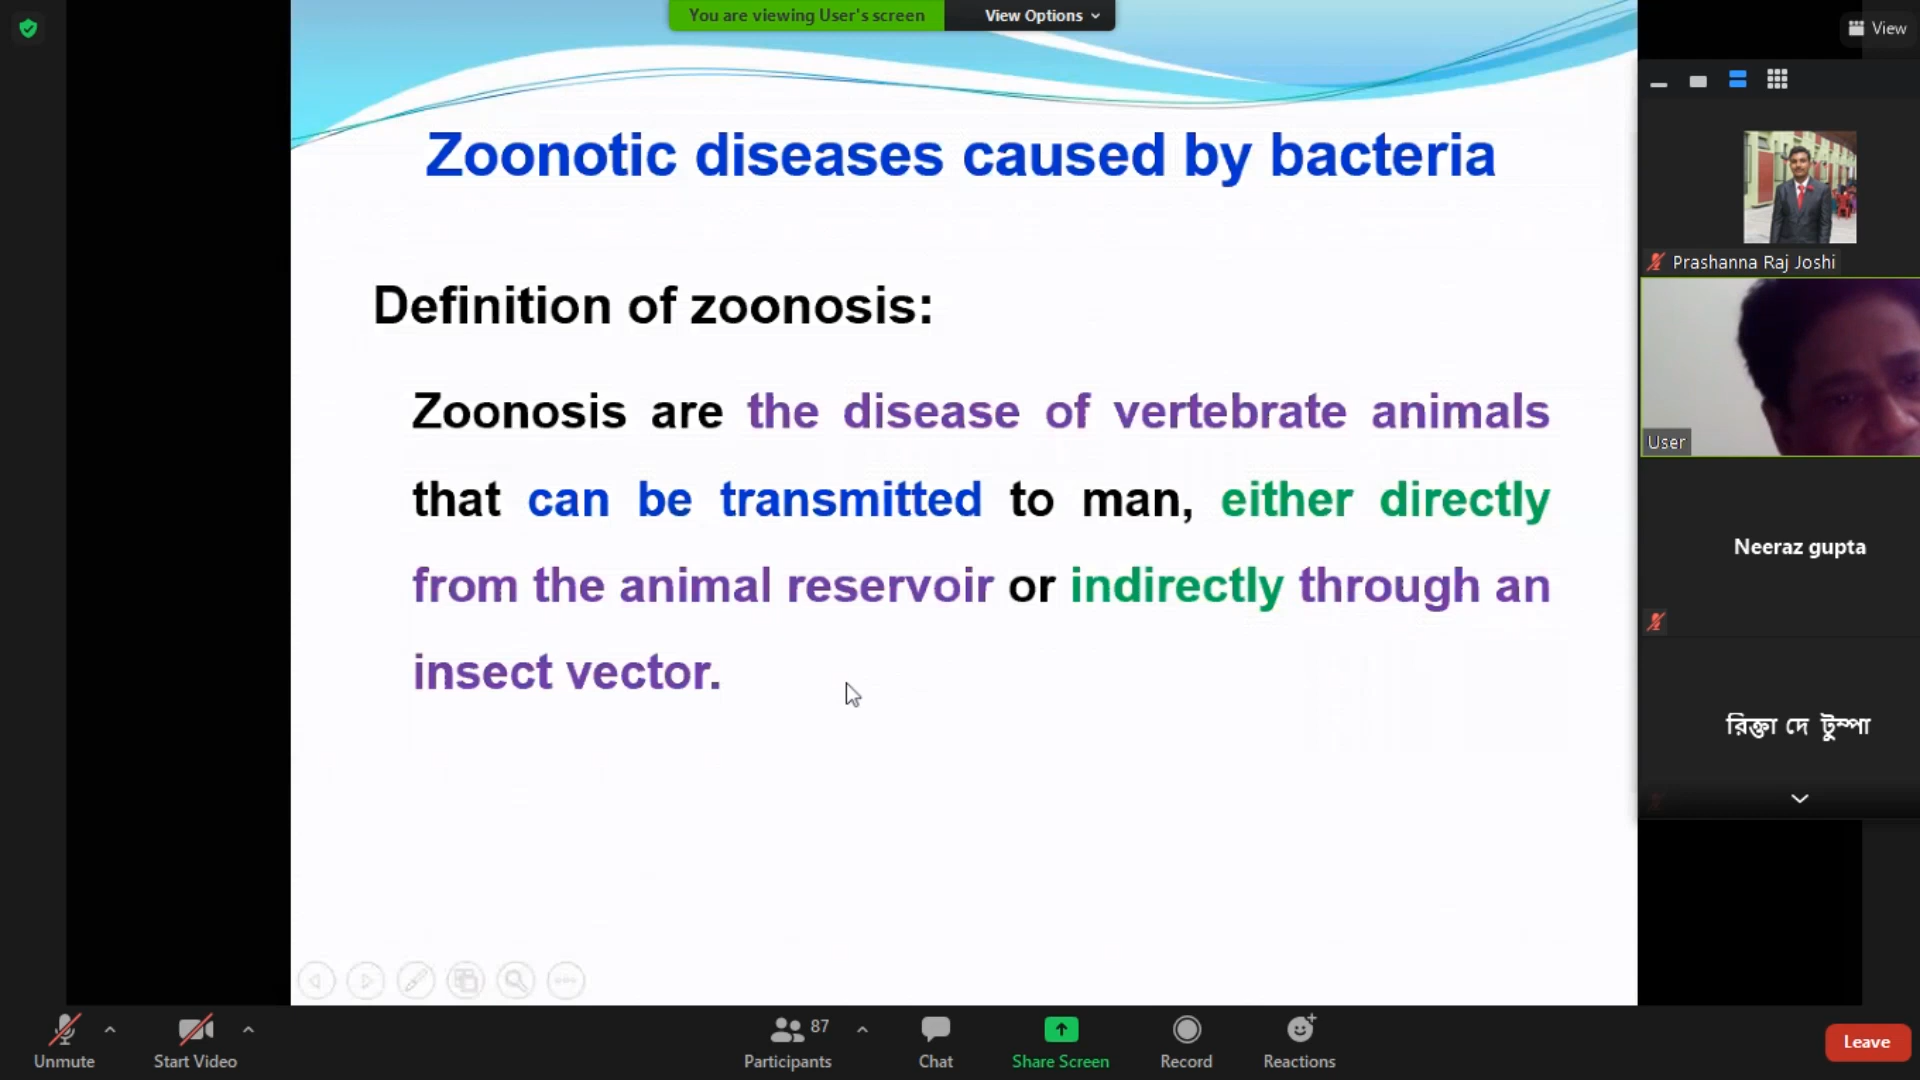 You are viewing User's screen
View Options
View
Zoonotic diseases caused by bacteria
Definition of zoonosis:
Zoonosis are the disease of vertebrate animals
that can be transmitted to man, either directly
from the animal reservoir or indirectly through an
insect vector.
Prashanna Raj Joshi
User
Neeraz gupta
রিক্তা দে টুম্পা
Unmute
Start Video
87
Participants
Chat
Share Screen
Record
Reactions
Leave